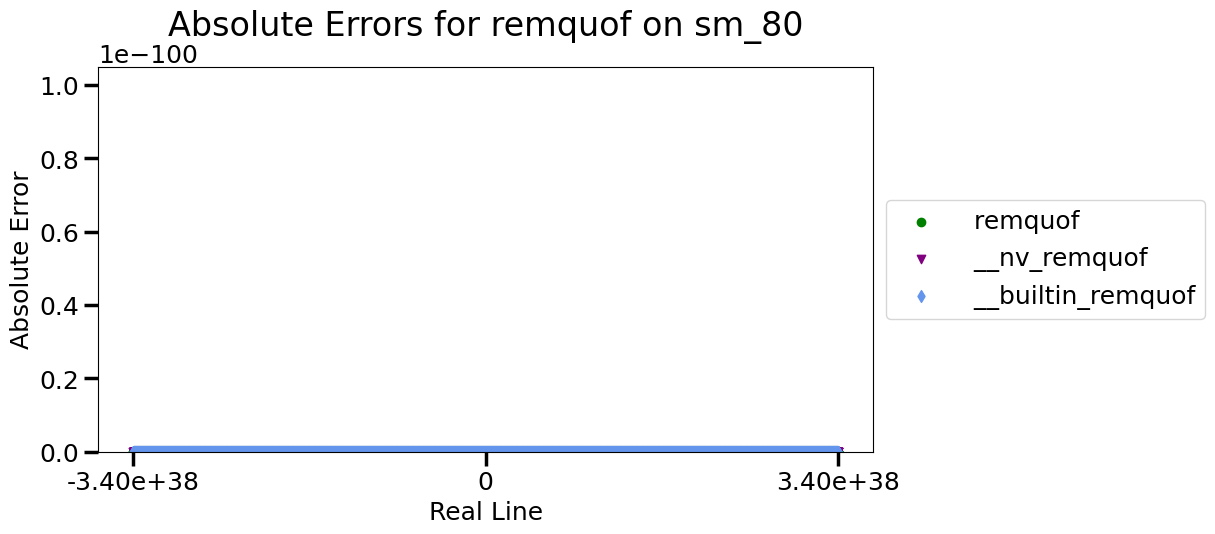 Absolute Errors for remquof on sm_80
1e−100
1.0
0.8
0.6
0.4
0.2
0.0
Absolute Error
-3.40e+38
0
3.40e+38
Real Line
remquof
__nv_remquof
__builtin_remquof